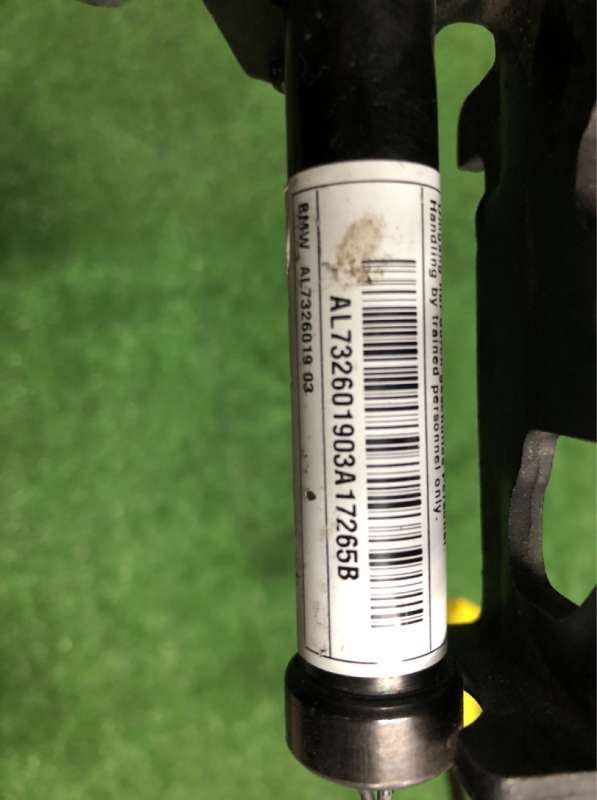 Handling by trained personnel only.
AL732601903A17265B
BMW AL7326019 03